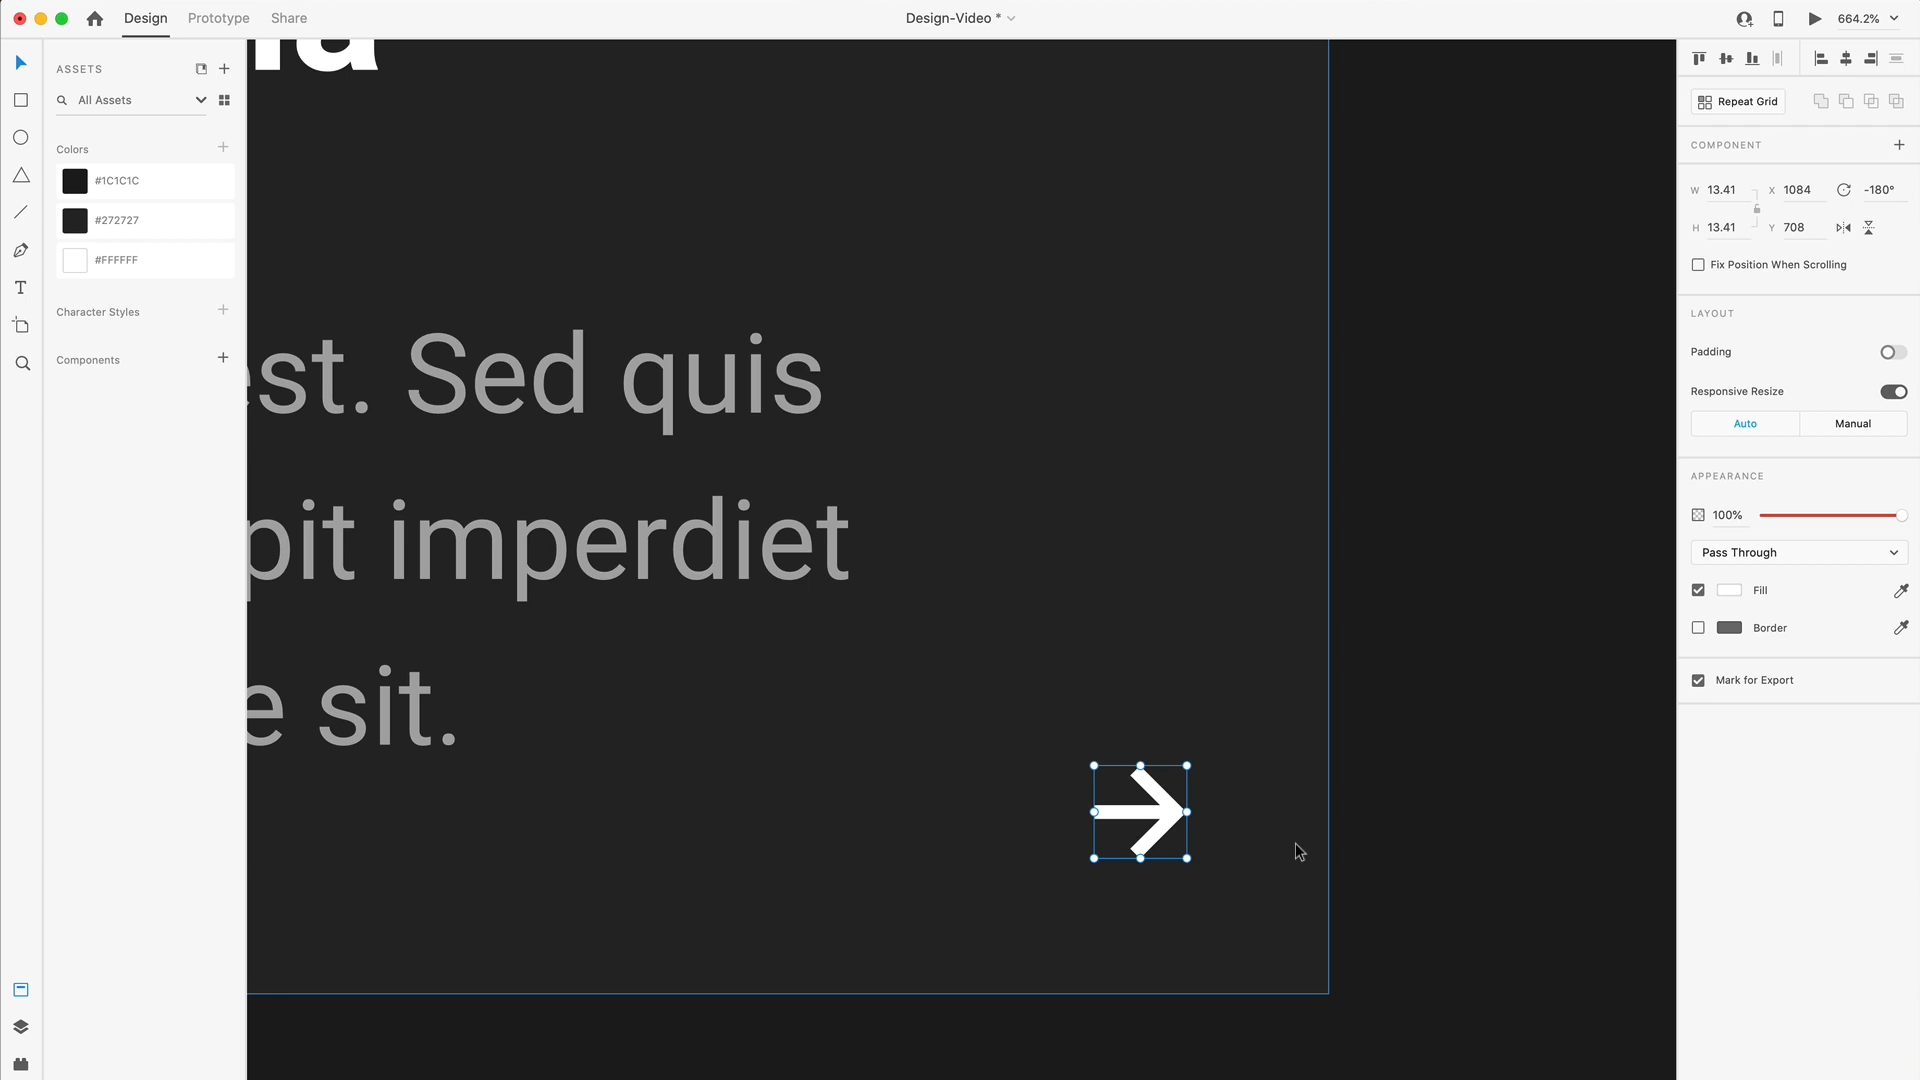 Design
Prototype
Share
Design-Video *
664.2%
ASSETS
All Assets
Colors
#1C1C1C
#272727
#FFFFFF
Character Styles
Components
est. Sed quis
pit imperdiet
e sit.
Repeat Grid
COMPONENT
W 13.41 X 1084 -180°
H 13.41 Y 708
Fix Position When Scrolling
LAYOUT
Padding
Responsive Resize
Auto Manual
APPEARANCE
100%
Pass Through
Fill
Border
Mark for Export